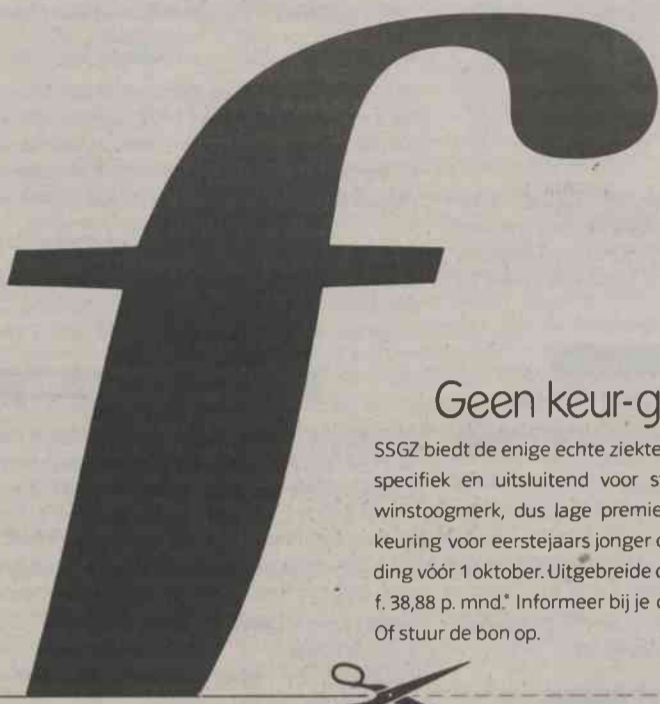 f
Geen keur-g
SSGZ biedt de enige echte ziekte
specifiek en uitsluitend voor s
winstoogmerk, dus lage premie
keuring voor eerstejaars jonger
ding vóór 1 oktober. Uitgebreide
f. 38,88 p. mnd.* Informeer bij je
Of stuur de bon op.